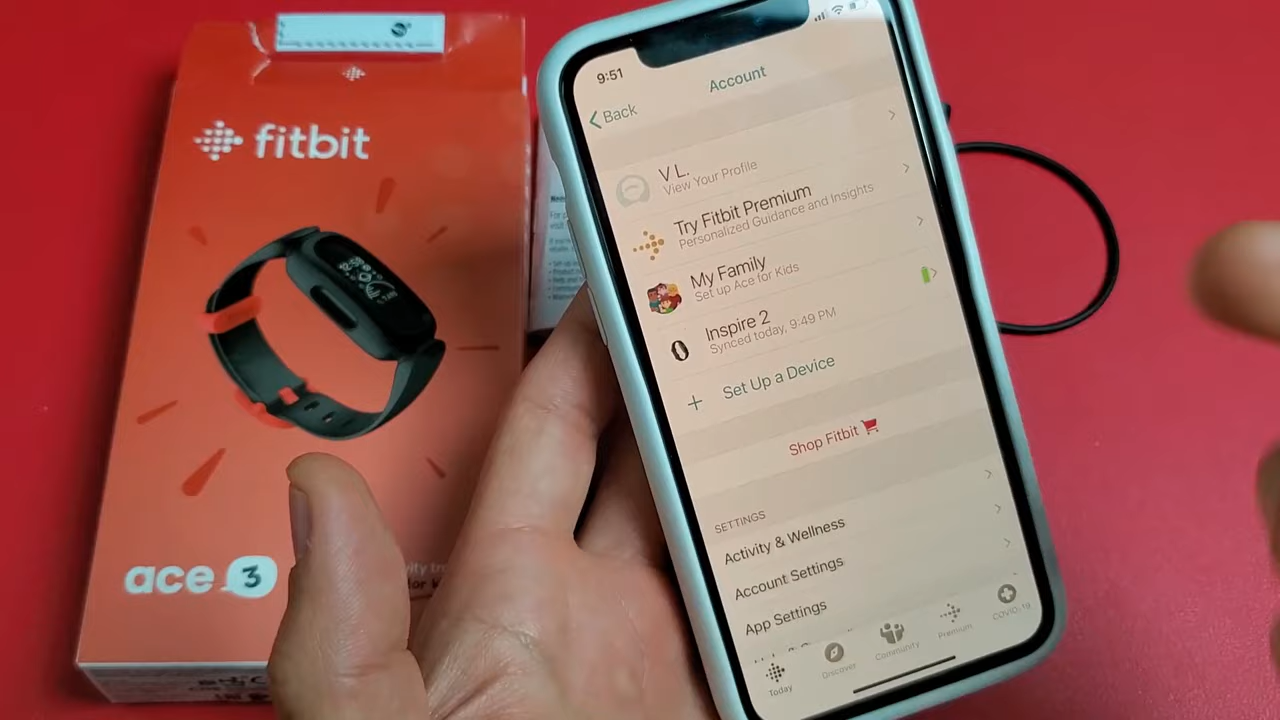 fitbit
ace 3
9:51
Account
Back
V L.
View Your Profile
Try Fitbit Premium
Personalized Guidance and Insights
My Family
Set up Ace for Kids
Inspire 2
Synced today, 9:49 PM
+ Set Up a Device
Shop Fitbit
SETTINGS
Activity & Wellness
Account Settings
App Settings
Today
Discover
Community
Premium
COVID-19